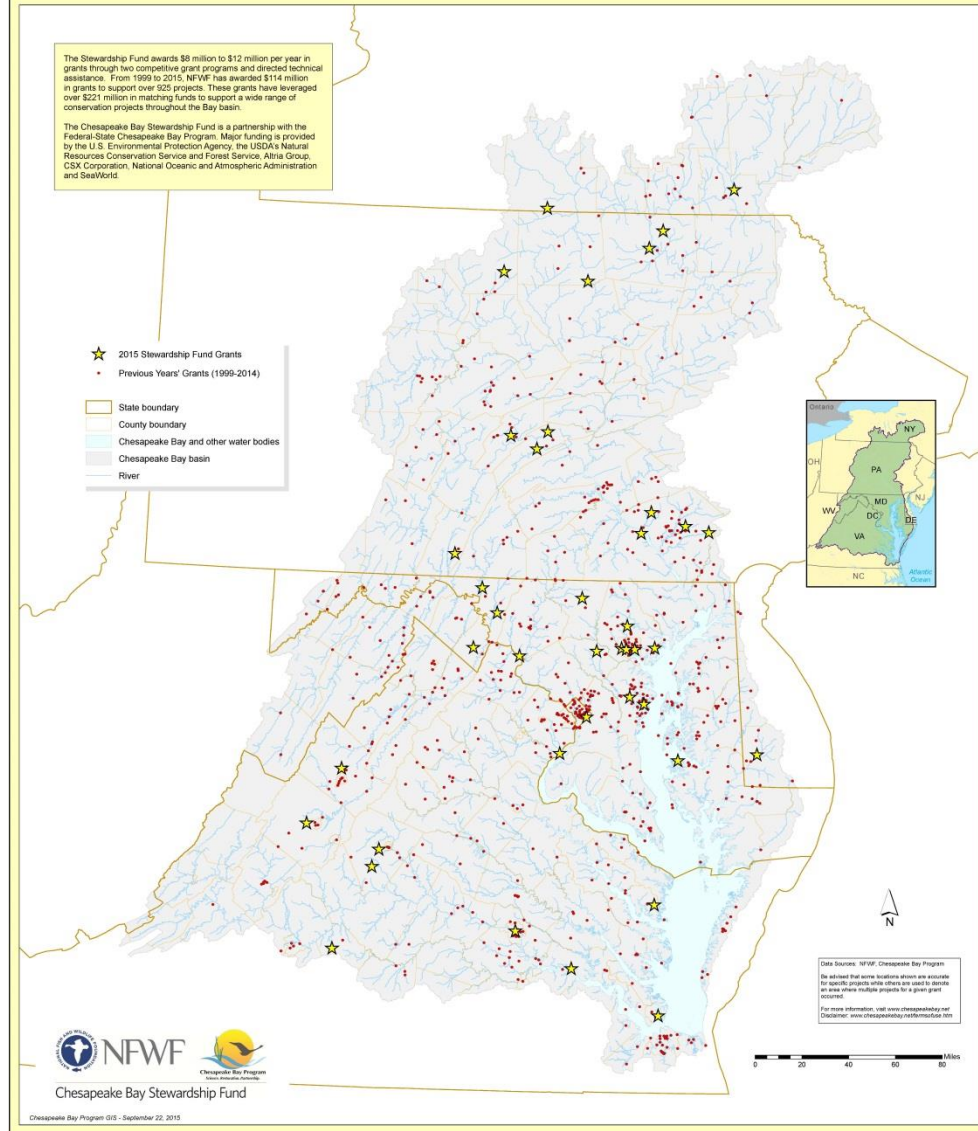 The Stewardship Fund awards $8 million to $12 million per year in
grants through two competitive grant programs and directed technical
assistance. From 1999 to 2015, NFWF has awarded $114 million
in grants to support over 925 projects. These grants have leveraged
over $221 million in matching funds to support a wide range of
conservation projects throughout the Bay basin.
The Chesapeake Bay Stewardship Fund is a partnership with the
Federal-State Chesapeake Bay Program. Major funding is provided
by the U.S. Environmental Protection Agency, the USDA's Natural
Resources Conservation Service and Forest Service, Altria Group,
CSX Corporation, National Oceanic and Atmospheric Administration
and SeaWorld.
2015 Stewardship Fund Grants
Previous Years' Grants (1999-2014)
State boundary
County boundary
Chesapeake Bay and other water bodies
Chesapeake Bay basin
River
Ontario
NY
OH
PA
NJ
MD
WV
DC
DE
VA
NC
Atlantic
Ocean
N
Data Sources: NFWF, Chesapeake Bay Program
Be advised that some locations shown are accurate
for specific projects while others are used to denote
an area where multiple projects for a given grant
occurred.
For more information, visit www.chesapeakebay.net
Disclaimer: www.chesapeakebay.net/termsofuse.htm
Miles
0 20 40 60 80
NATIONAL FISH AND WILDLIFE FOUNDATION
NFWF
Chesapeake Bay Program
Science. Restoration. Partnership.
Chesapeake Bay Stewardship Fund
Chesapeake Bay Program GIS - September 22, 2015